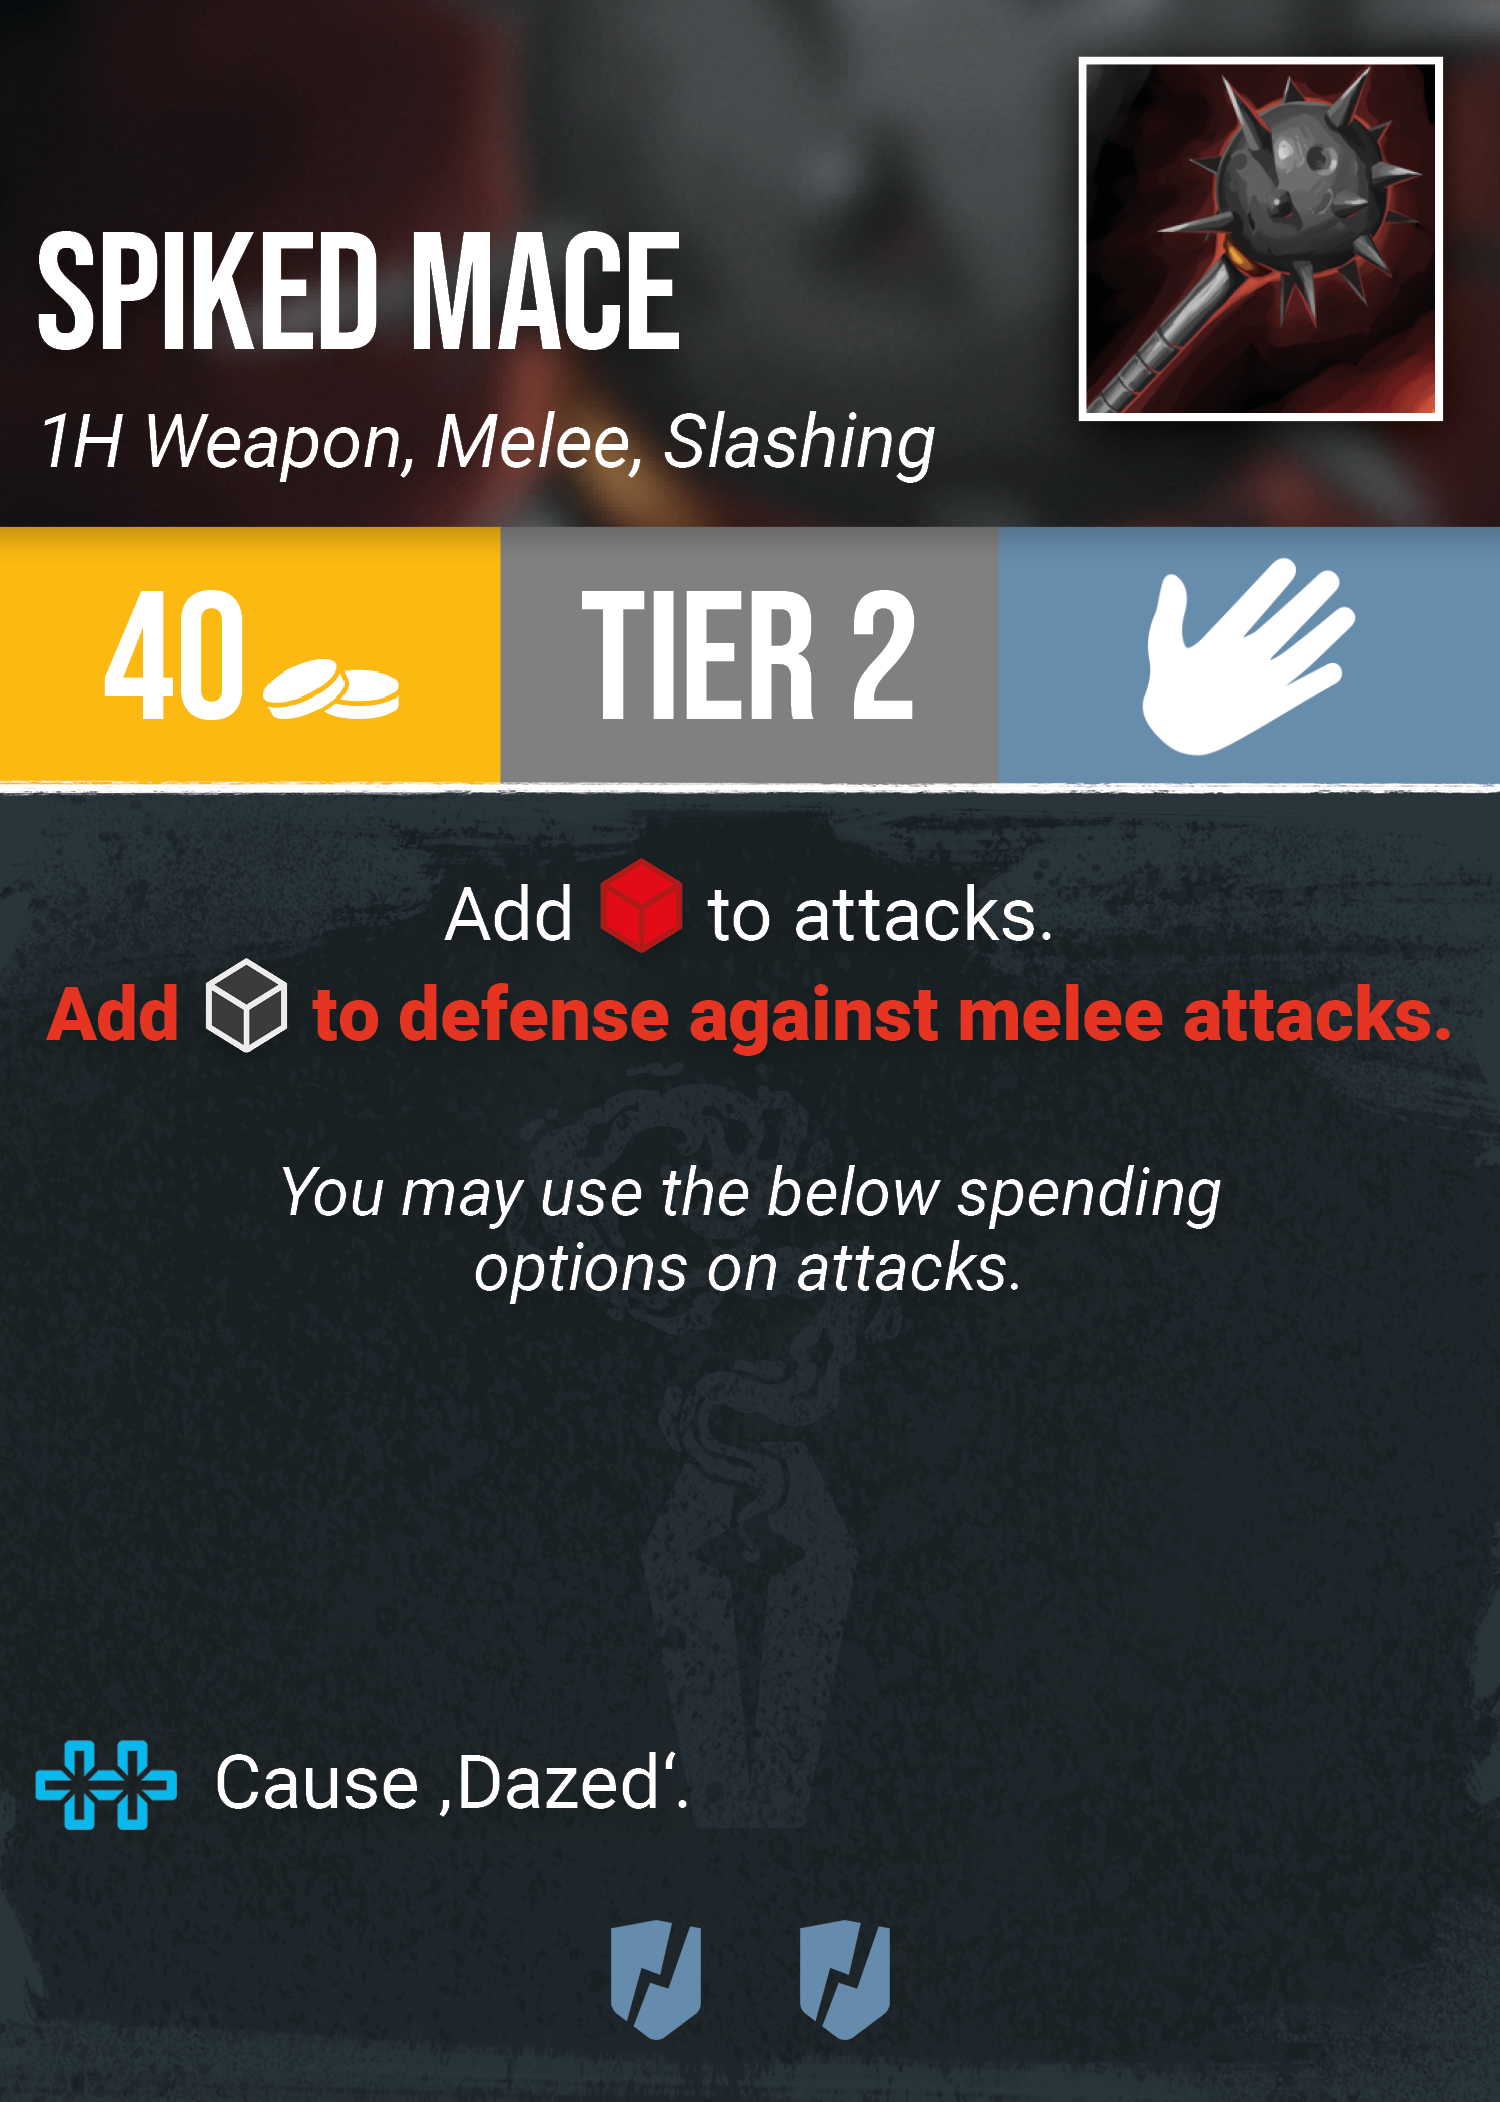 SPIKED MACE
1H Weapon, Melee, Slashing
40
TIER 2
Add to attacks.
Add to defense against melee attacks.
You may use the below spending
options on attacks.
Cause ‚Dazed‘.